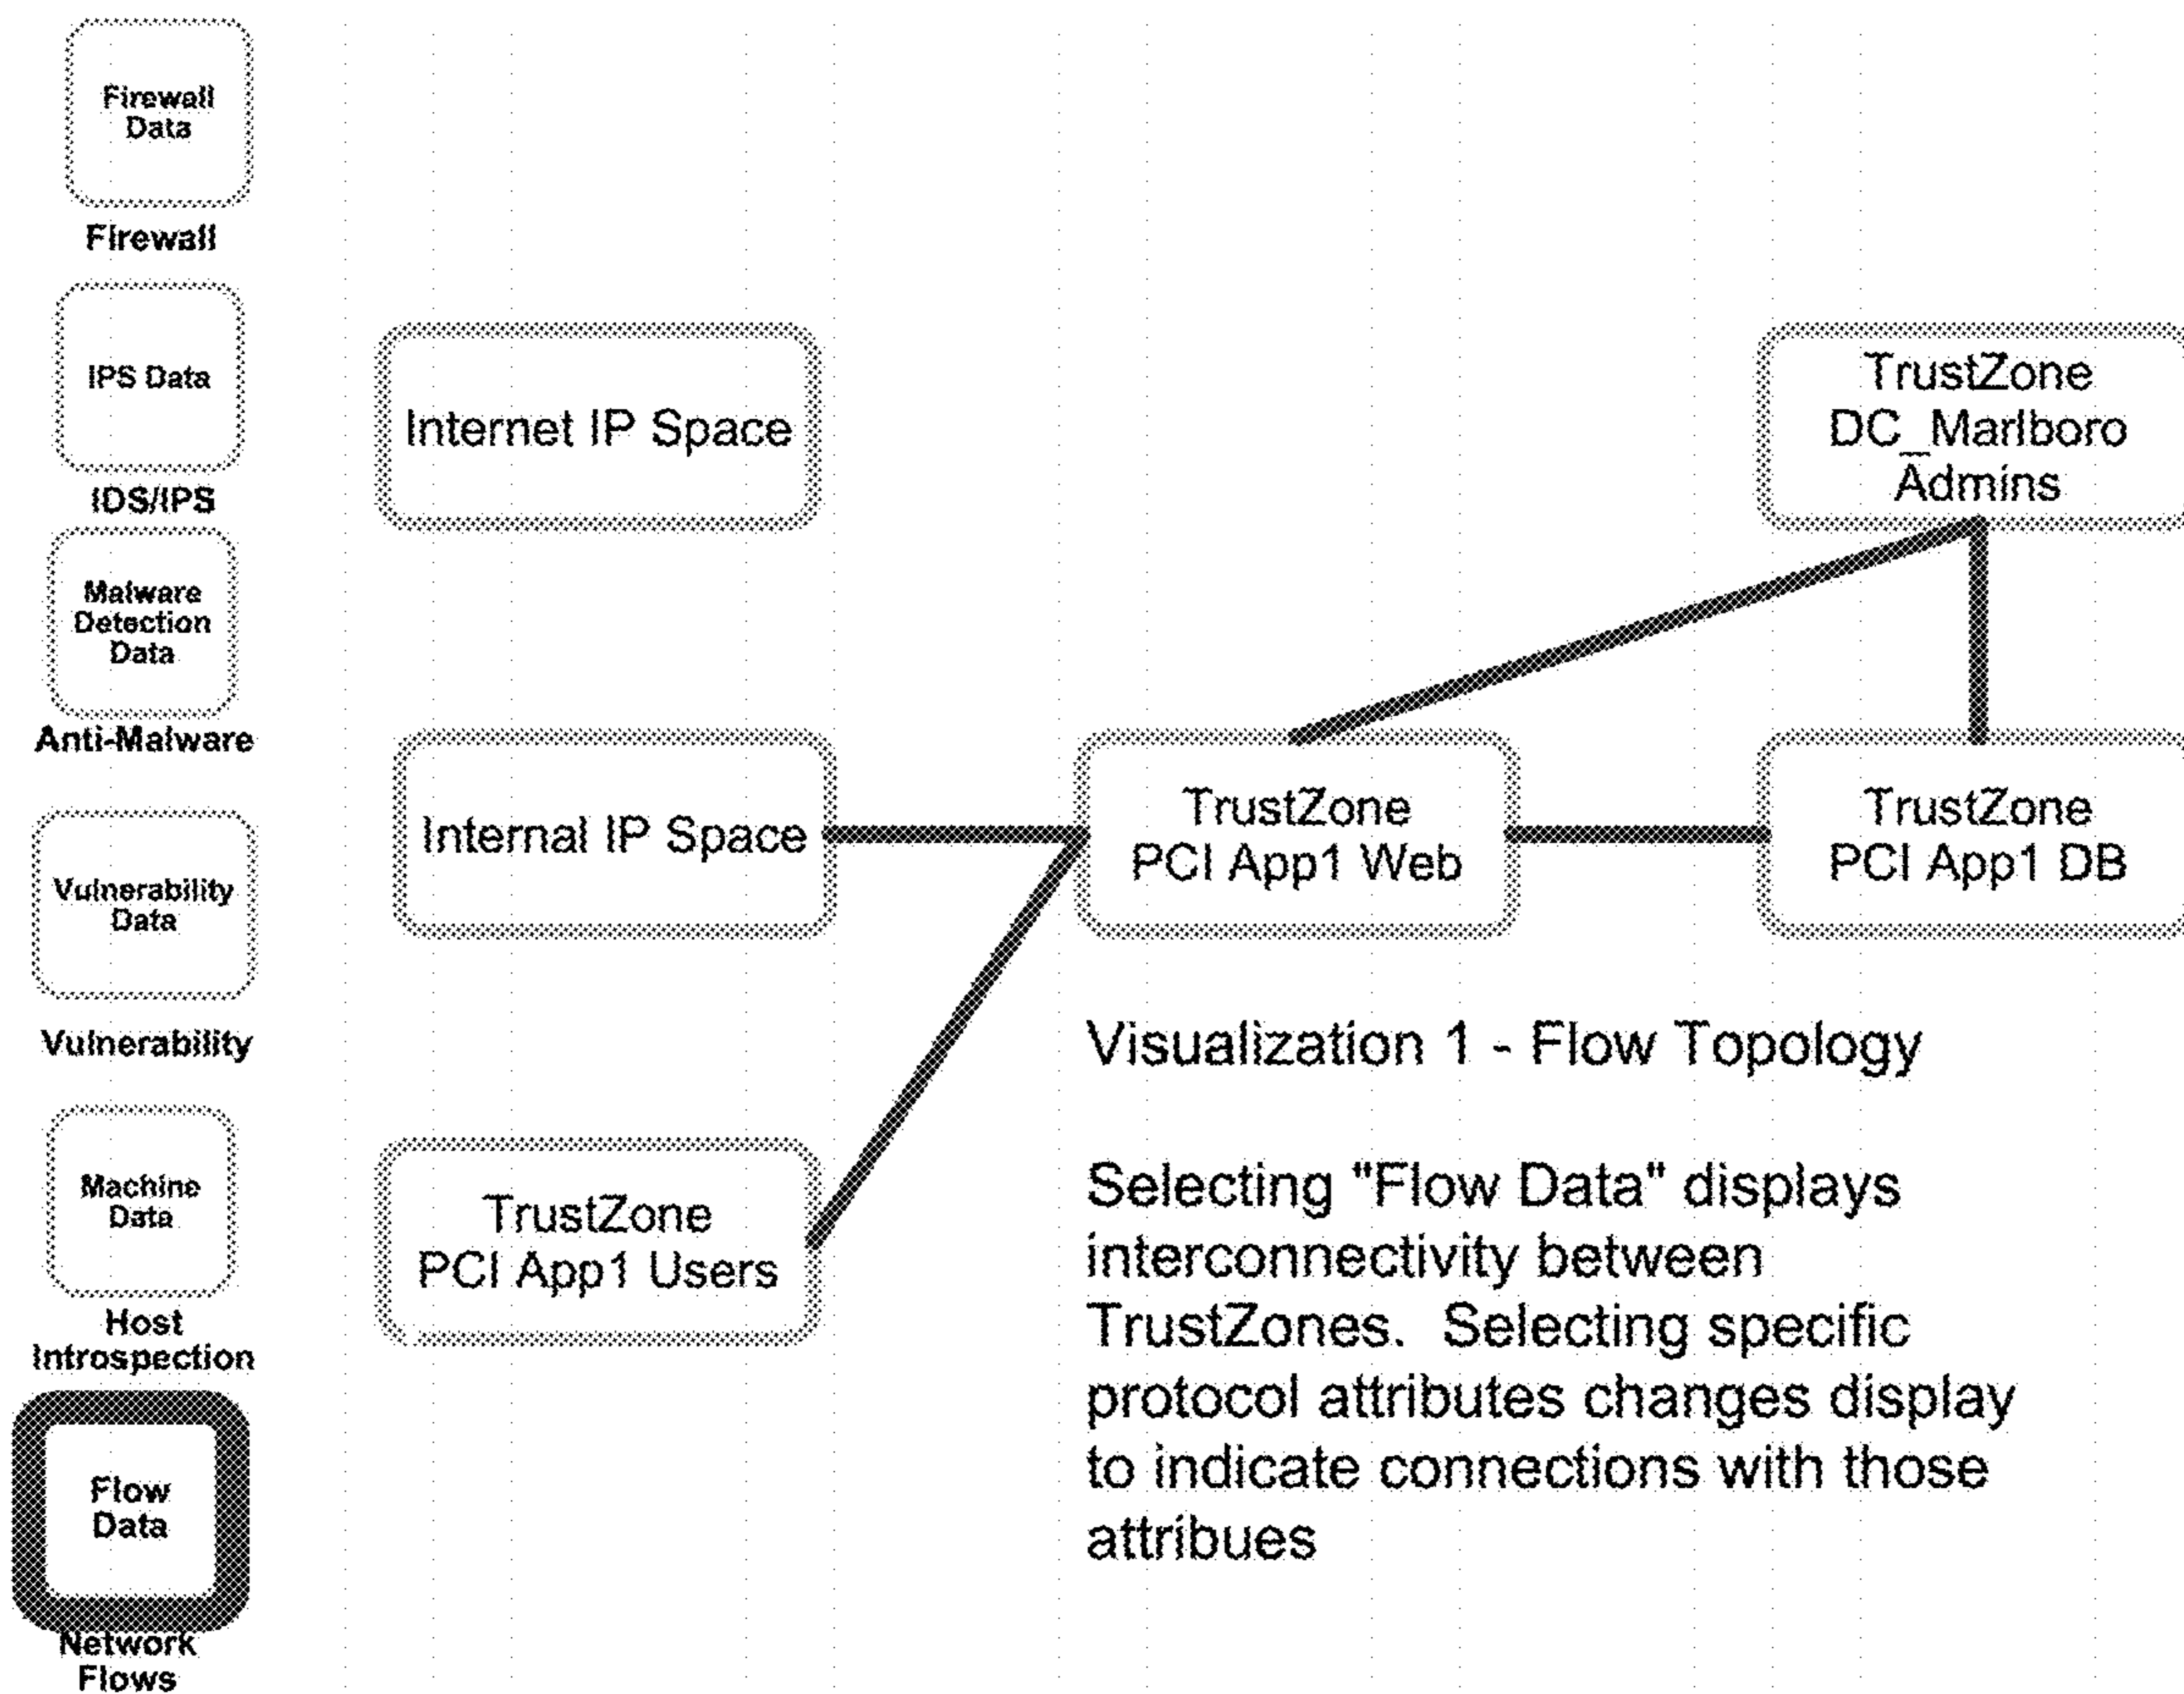 Firewall
Data
Firewall
IPS Data
IDS/IPS
Malware
Detection
Data
Anti-Malware
Vulnerability
Data
Vulnerability
Machine
Data
Host
Introspection
Flow
Data
Network
Flows
Internet IP Space
TrustZone
DC_Marlboro
Admins
Internal IP Space
TrustZone
PCI App1 Web
TrustZone
PCI App1 DB
TrustZone
PCI App1 Users
Visualization 1 - Flow Topology
Selecting "Flow Data" displays
interconnectivity between
TrustZones.  Selecting specific
protocol attributes changes display
to indicate connections with those
attribues